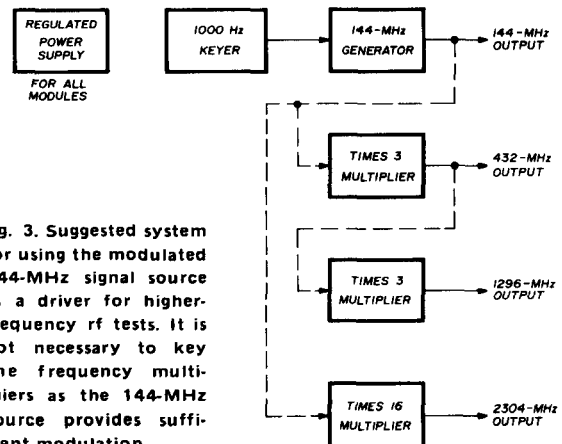 REGULATED
POWER
SUPPLY
FOR ALL
MODULES
1000 Hz
KEYER
144-MHz
GENERATOR
144-MHz
OUTPUT
TIMES 3
MULTIPLIER
432-MHz
OUTPUT
TIMES 3
MULTIPLIER
1296-MHz
OUTPUT
TIMES 16
MULTIPLIER
2304-MHz
OUTPUT
g. 3. Suggested system
or using the modulated
44-MHz signal source
a driver for higher-
equency rf tests. It is
ot necessary to key
e frequency multi-
iers as the 144-MHz
ource provides suffi-
ent modulation